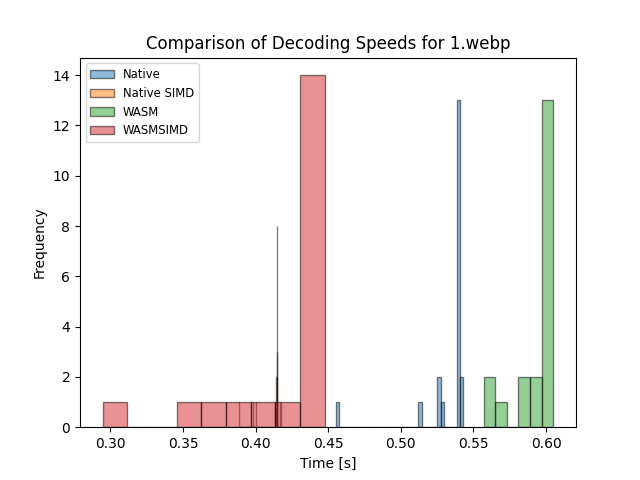 Comparison of Decoding Speeds for 1.webp
Native
Native SIMD
WASM
WASMSIMD
Frequency
14
12
10
8
6
4
2
0
0.30 0.35 0.40 0.45 0.50 0.55 0.60
Time [s]